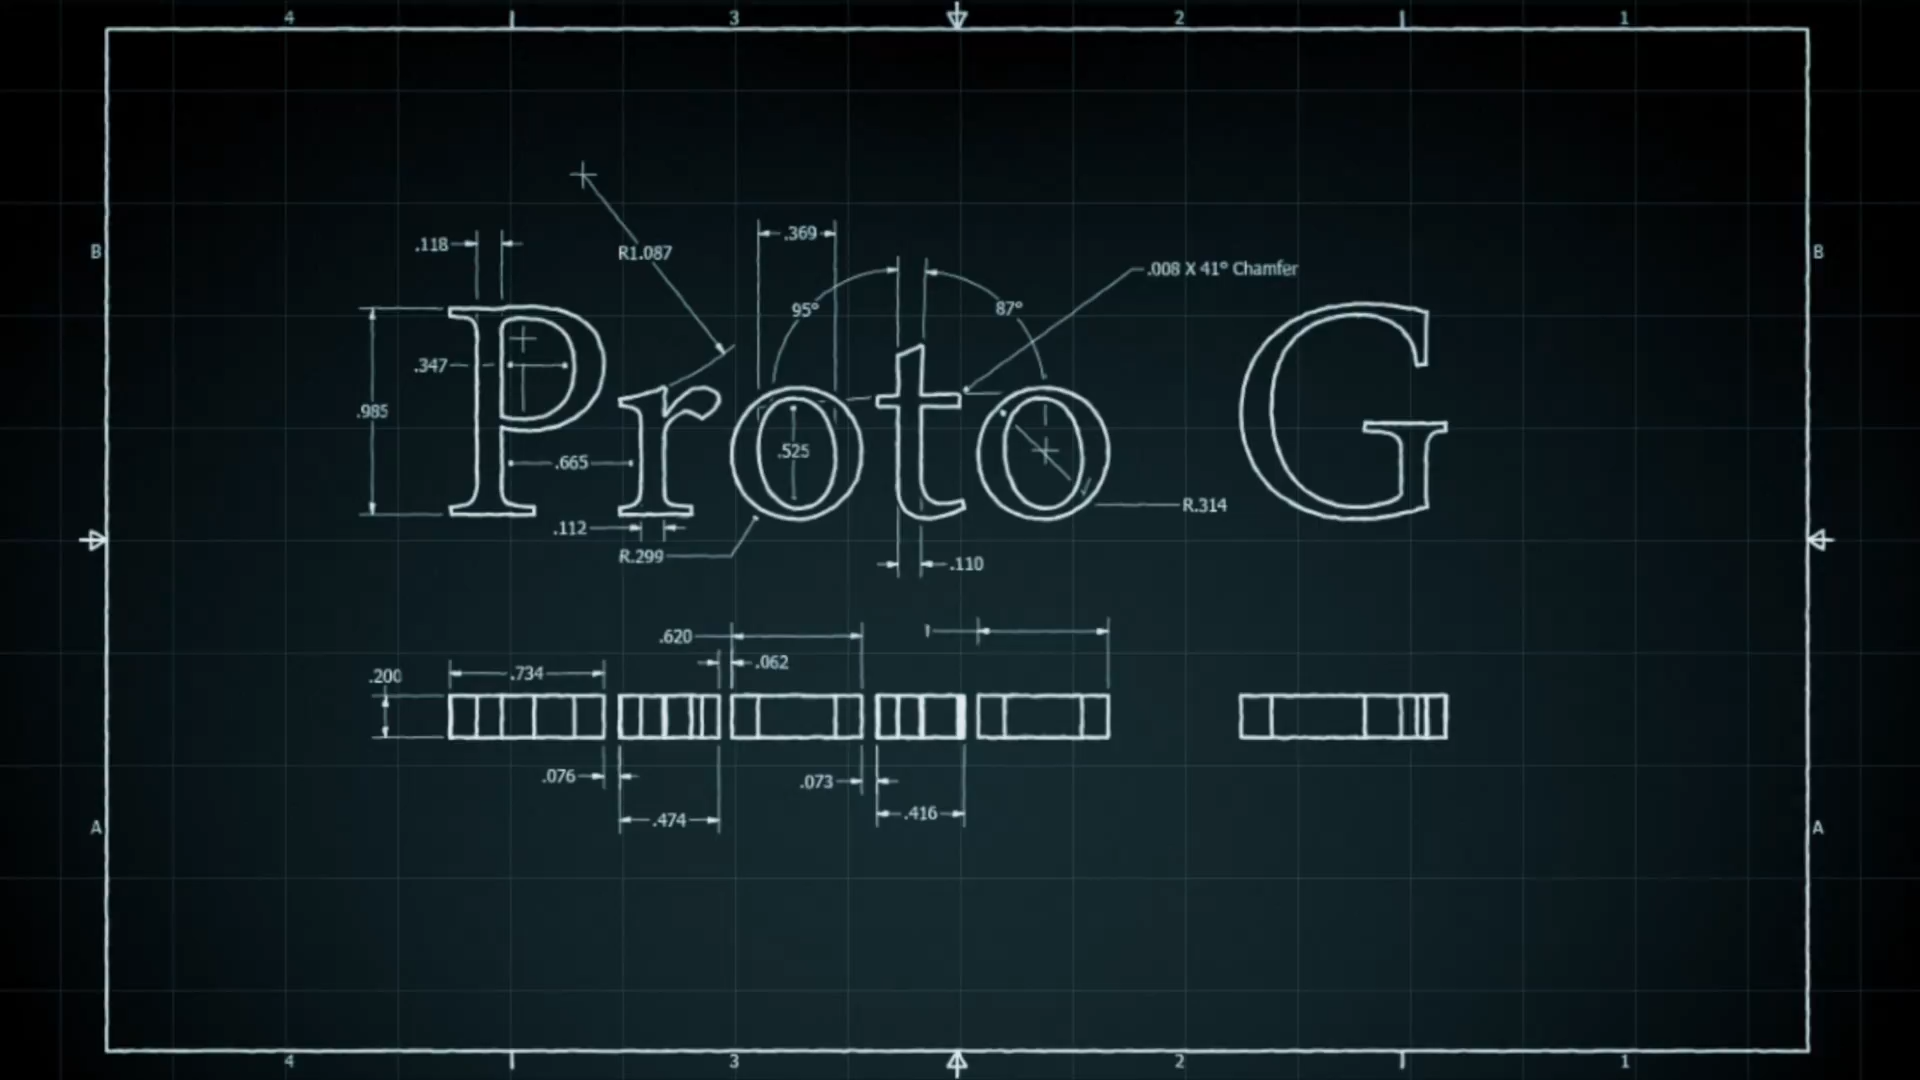 4 3 2 1
.369
.118
B R1.087 B
.008 X 41° Chamfer
95° 87°
.347
.985
Proto G
.525
.665
R.314
.112
R.299
.110
.620
.062
.200 .734
.076 .073
.474 .416
A A
4 3 2 1